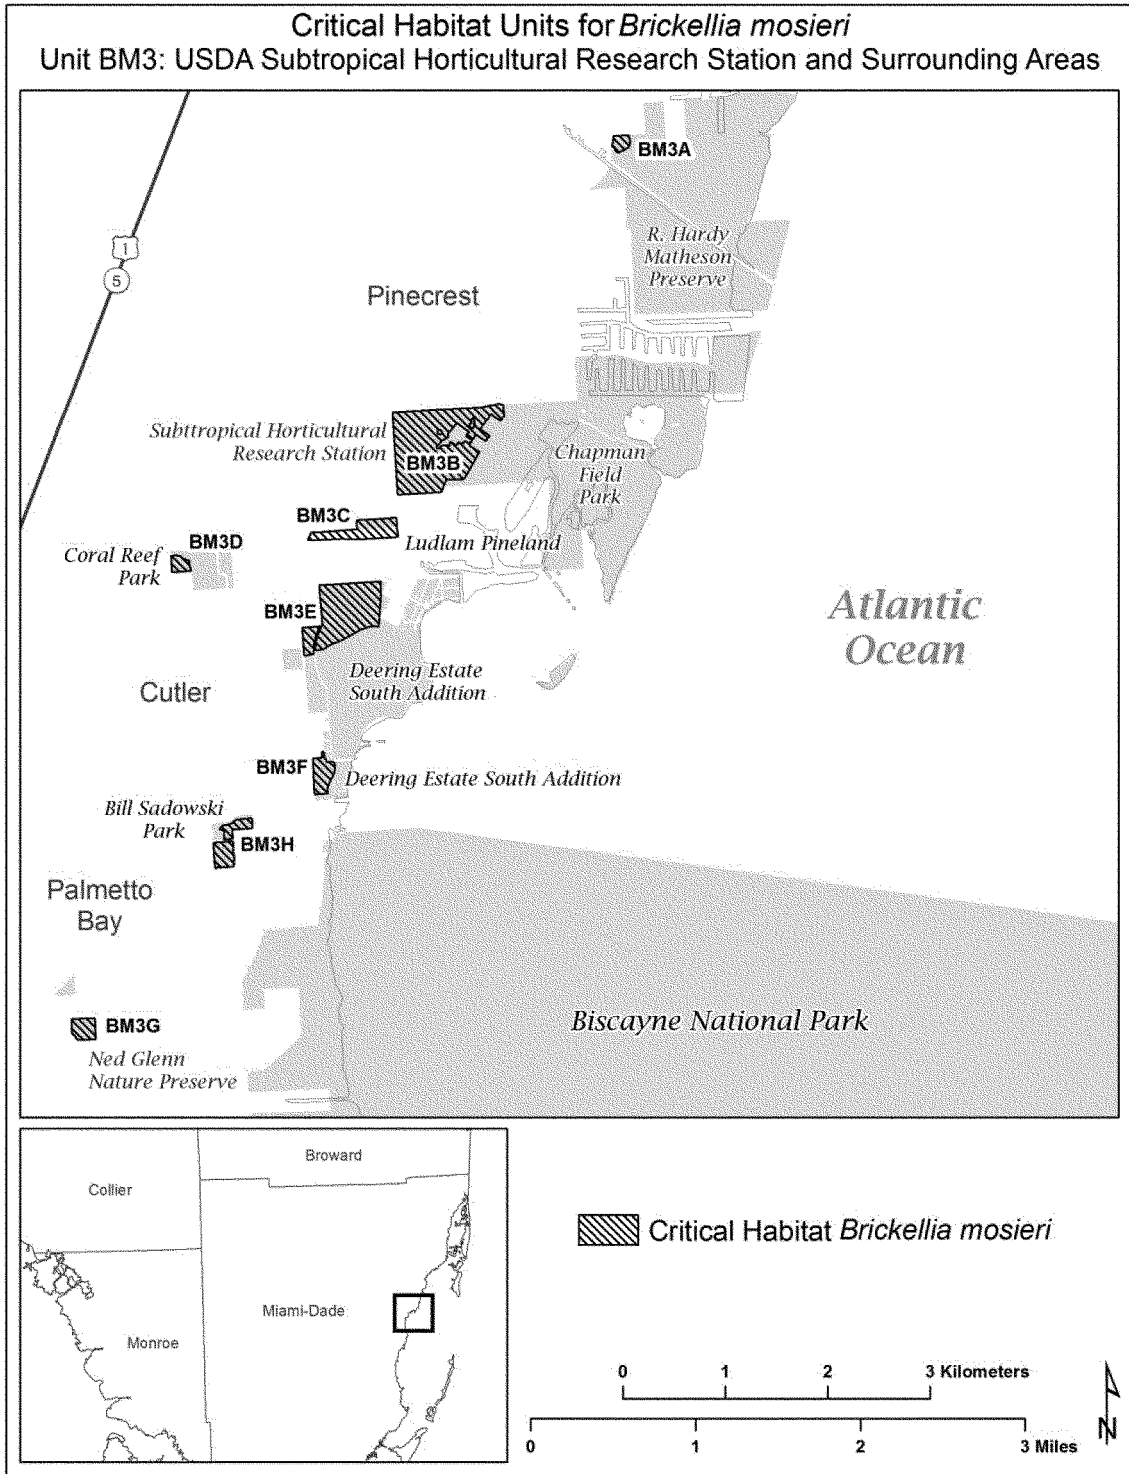 Critical Habitat Units for Brickellia mosieri
Unit BM3: USDA Subtropical Horticultural Research Station and Surrounding Areas
BM3A
R. Hardy
Matheson
Preserve
1
5
Pinecrest
Subttropical Horticultural
Research Station
BM3B
Chapman
Field
Park
BM3C
Ludlam Pineland
BM3D
Coral Reef
Park
BM3E
Atlantic
Ocean
Deering Estate
South Addition
Cutler
BM3F
Deering Estate South Addition
Bill Sadowski
Park
BM3H
Palmetto
Bay
BM3G
Ned Glenn
Nature Preserve
Biscayne National Park
Broward
Collier
Miami-Dade
Monroe
Critical Habitat Brickellia mosieri
0 1 2 3 Kilometers
0 1 2 3 Miles
N